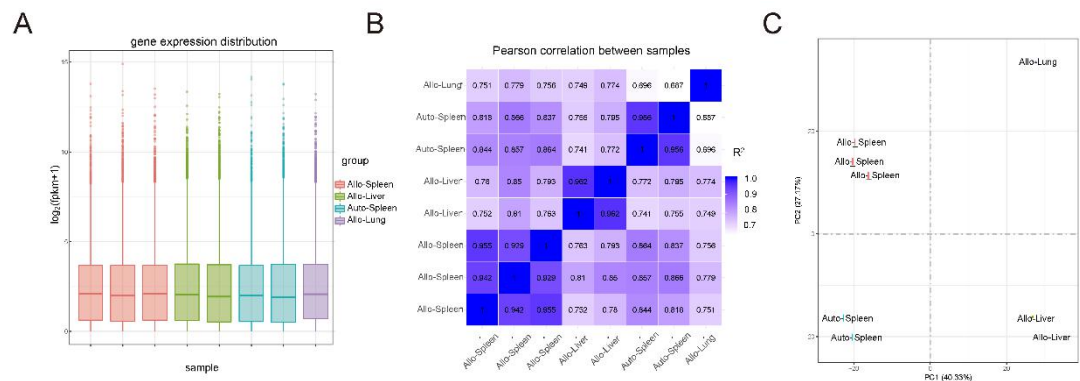 A
gene expression distribution
15
10
5
0
log2(fpkm+1)
sample
group
Allo-Spleen
Allo-Liver
Auto-Spleen
Allo-Lung
B
Pearson correlation between samples
Allo-Lung 0.751 0.779 0.756 0.749 0.774 0.696 0.687 1
Auto-Spleen 0.818 0.866 0.837 0.755 0.795 0.956 1 0.687
Auto-Spleen 0.844 0.857 0.864 0.741 0.772 1 0.956 0.696
Allo-Liver 0.78 0.85 0.793 0.962 1 0.772 0.795 0.774
Allo-Liver 0.752 0.81 0.763 1 0.962 0.741 0.755 0.749
Allo-Spleen 0.955 0.929 1 0.763 0.793 0.864 0.837 0.756
Allo-Spleen 0.942 1 0.929 0.81 0.85 0.857 0.866 0.779
Allo-Spleen 1 0.942 0.955 0.752 0.78 0.844 0.818 0.751
Allo-Spleen Allo-Spleen Allo-Spleen Allo-Liver Allo-Liver Auto-Spleen Auto-Spleen Allo-Lung
R²
1.0
0.9
0.8
0.7
C
Allo-Lung
Allo-Spleen
Allo-Spleen
Allo-Spleen
Auto-Spleen
Allo-Liver
Auto-Spleen
Allo-Liver
PC2 (27.17%)
-20 0 20
PC1 (40.33%)